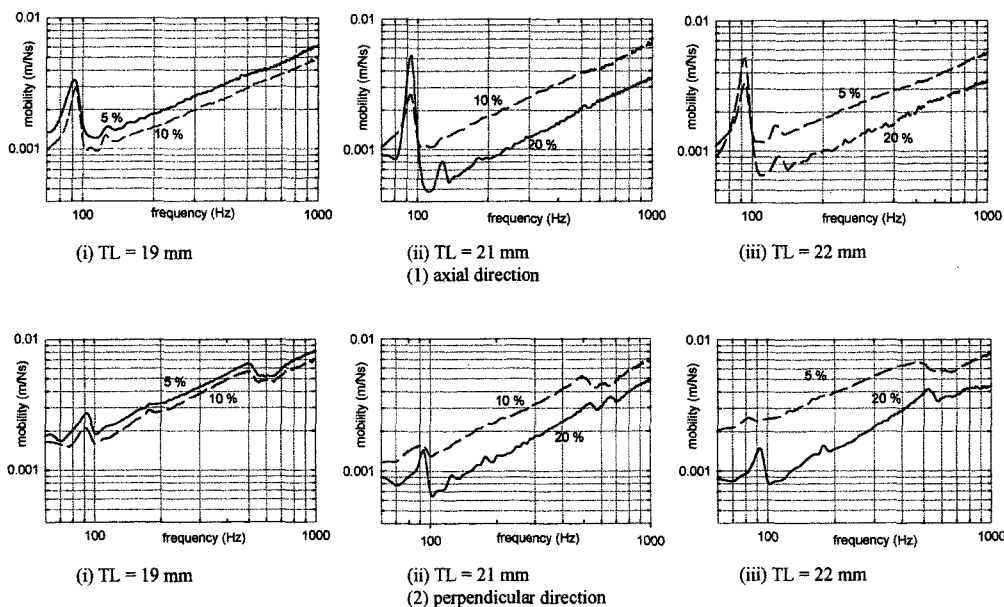 0.01
mobility (m/Ns)
0.001
5 %
10 %
100
frequency (Hz)
1000
(i) TL = 19 mm
0.01
mobility (m/Ns)
0.001
10 %
20 %
100
frequency (Hz)
1000
(ii) TL = 21 mm
(1) axial direction
0.01
mobility (m/Ns)
0.001
5 %
20 %
100
frequency (Hz)
1000
(iii) TL = 22 mm
0.01
mobility (m/Ns)
0.001
5 %
10 %
100
frequency (Hz)
1000
(i) TL = 19 mm
0.01
mobility (m/Ns)
0.001
10 %
20 %
100
frequency (Hz)
1000
(ii) TL = 21 mm
(2) perpendicular direction
0.01
mobility (m/Ns)
0.001
5 %
20 %
100
frequency (Hz)
1000
(iii) TL = 22 mm